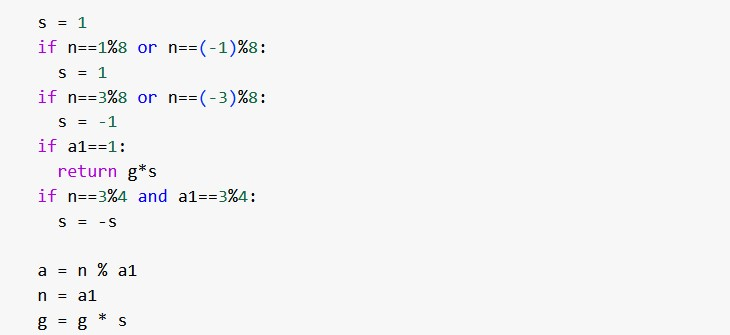 s = 1
if n==1%8 or n==(-1)%8:
s = 1
if n==3%8 or n==(-3)%8:
s = -1
if a1==1:
return g*s
if n==3%4 and a1==3%4:
s = -s
a = n % a1
n = a1
g = g * s